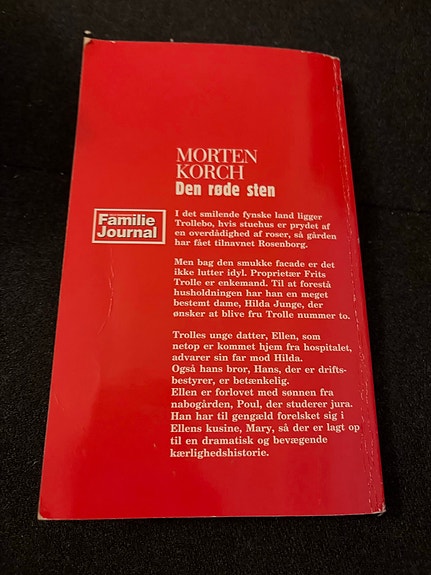 MORTEN
KORCH
Den røde sten
Familie
Journal
I det smilende fynske land ligger
Trollebo, hvis stuehus er prydet af
en overdådighed af roser, så gården
har fået tilnavnet Rosenborg.
Men bag den smukke facade er det
ikke lutter idyl. Proprietær Frits
Trolle er enkemand. Til at forestå
husholdningen har han en meget
bestemt dame, Hilda Junge, der
ønsker at blive fru Trolle nummer to.
Trolles unge datter, Ellen, som
netop er kommet hjem fra hospitalet,
advarer sin far mod Hilda.
Også hans bror, Hans, der er drifts-
bestyrer, er betænkelig.
Ellen er forlovet med sønnen fra
nabogården, Poul, der studerer jura.
Han har til gengæld forelsket sig i
Ellens kusine, Mary, så der er lagt op
til en dramatisk og bevægende
kærlighedshistorie.